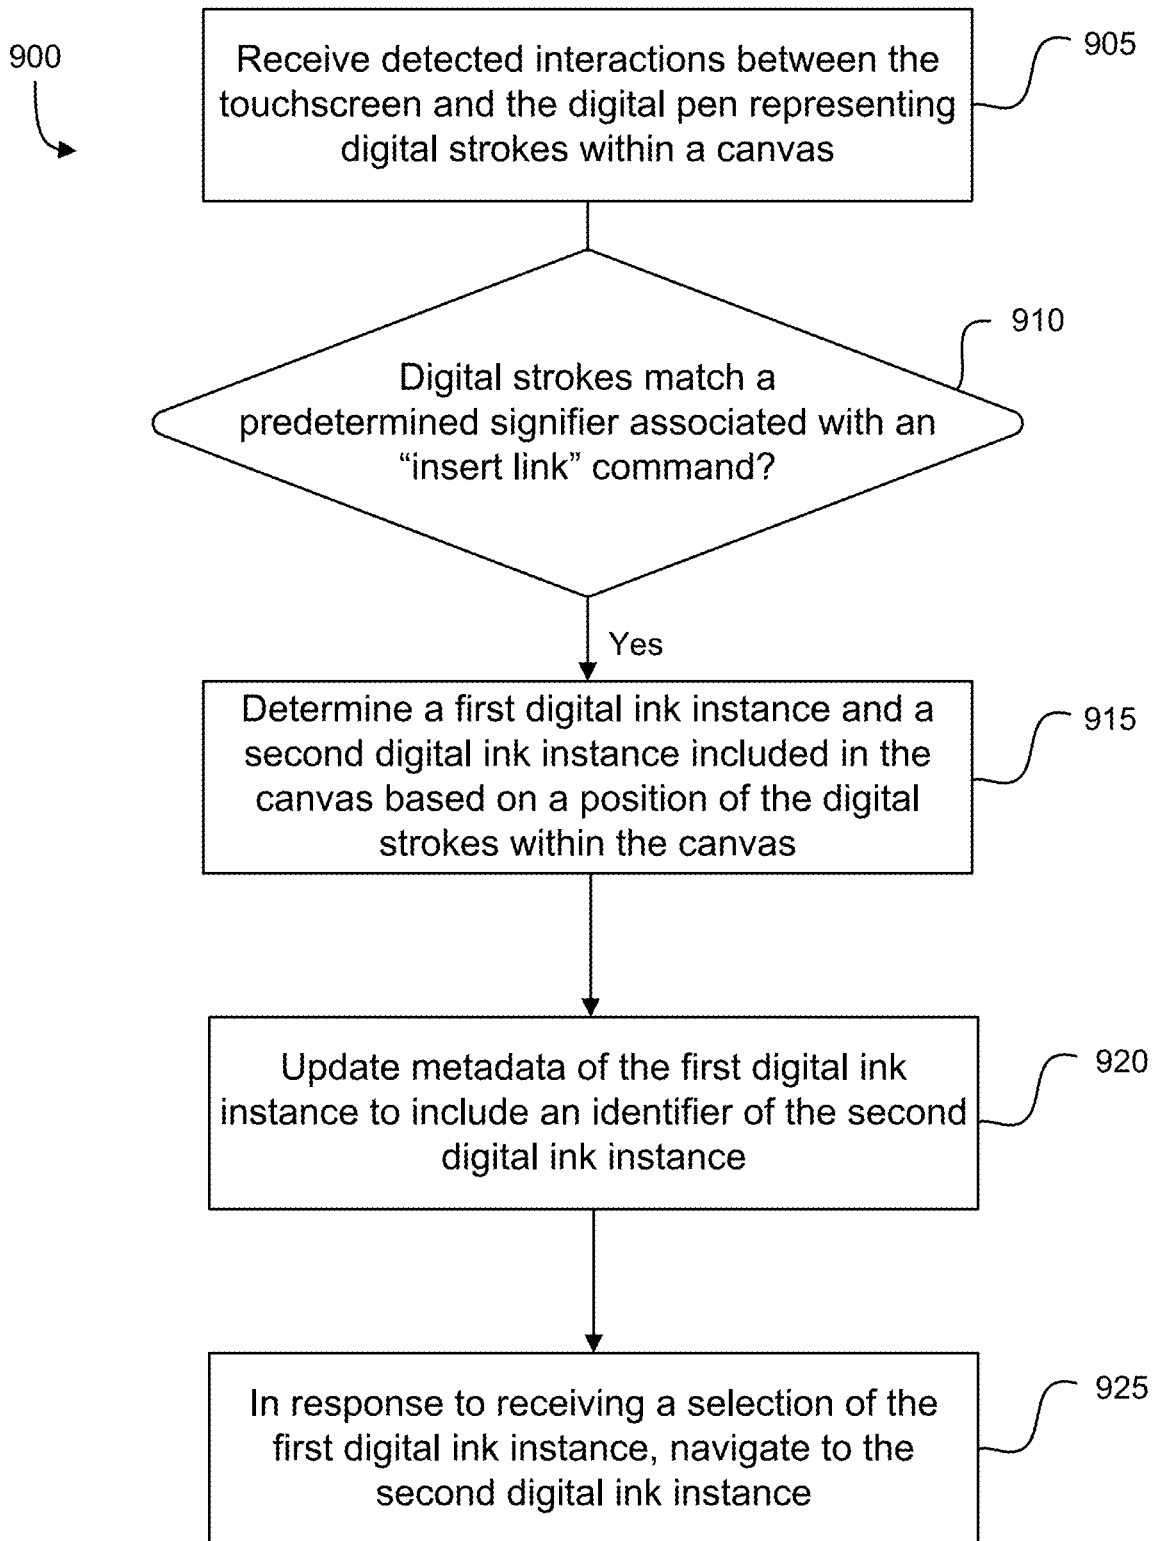 900
Receive detected interactions between the
touchscreen and the digital pen representing
digital strokes within a canvas
905
Digital strokes match a
predetermined signifier associated with an
“insert link” command?
910
Yes
Determine a first digital ink instance and a
second digital ink instance included in the
canvas based on a position of the digital
strokes within the canvas
915
Update metadata of the first digital ink
instance to include an identifier of the second
digital ink instance
920
In response to receiving a selection of the
first digital ink instance, navigate to the
second digital ink instance
925